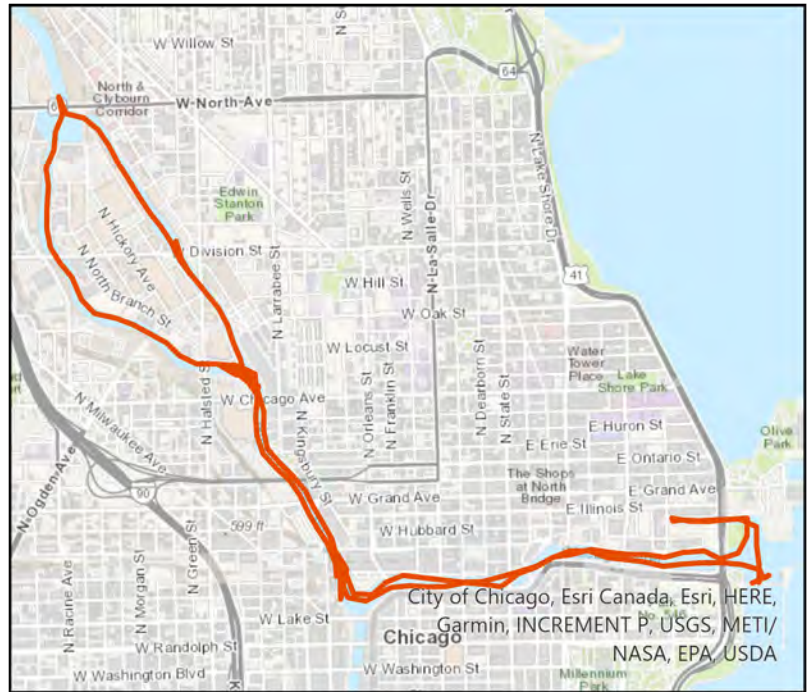 W Willow St
N S
North &
Clybourn
Corridor
64
W-North-Ave
6
N Lake Shore Dr
Edwin
Stanton
Park
N Wells St
N-La-Salle-Dr
N Hickory Ave
N North Branch St
W Division St
N Larrabee St
W Hill St
41
W Oak St
W Locust St
N Halsted St
Water
Tower
Place
Lake
Shore Park
N Orleans St
N Franklin St
N Dearborn St
N State St
W Chicago Ave
N Milwaukee Ave
N Kingsbury St
E Huron St
E Erie St
Olive
Park
E Ontario St
N-Ogden-Ave
90
The Shops
at North
Bridge
E Grand Ave
W Grand Ave
E Illinois St
599 ft
W Hubbard St
N Racine Ave
N Morgan St
N Green St
W Lake St
City of Chicago, Esri Canada, Esri, HERE,
Garmin, INCREMENT P, USGS, METI/
NASA, EPA, USDA
Chicago
W Randolph St
W Washington Blvd
W Washington St
Millennium
Park